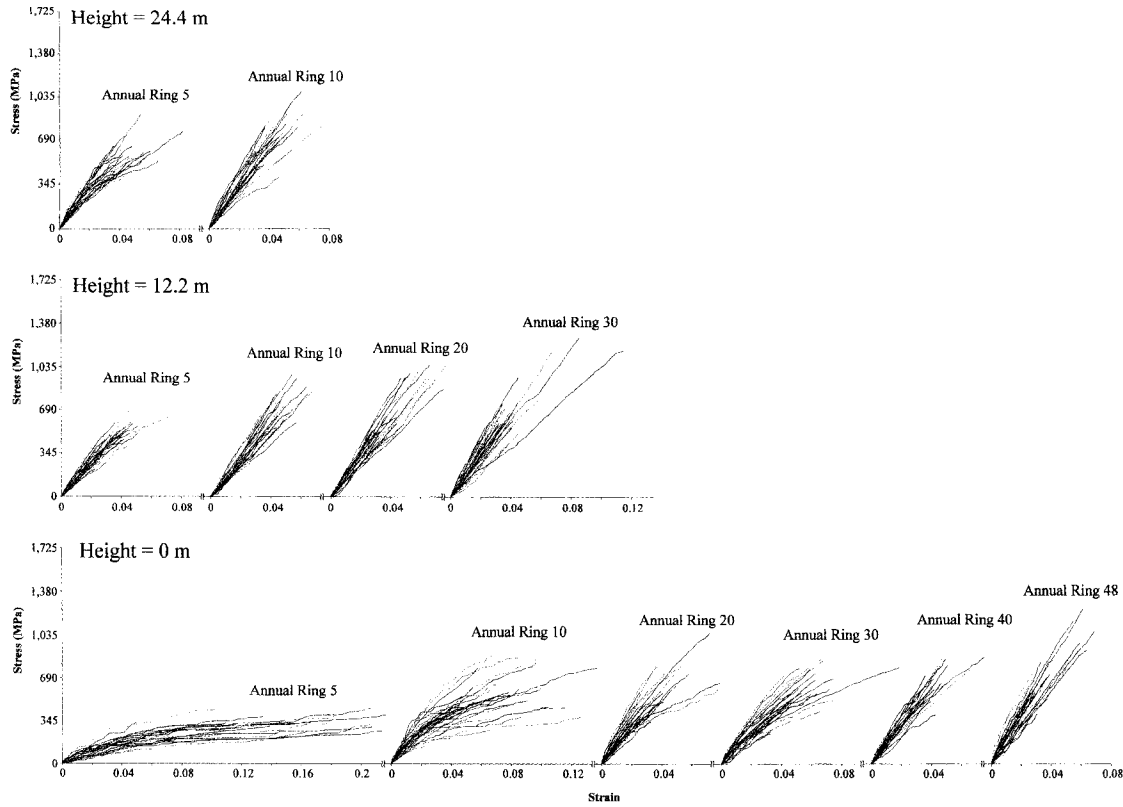 Height = 24.4 m
Stress (MPa)
1,725
1,380
1,035
690
345
0
Annual Ring 5
Annual Ring 10
0 0.04 0.08 0 0.04 0.08
Height = 12.2 m
Stress (MPa)
1,725
1,380
1,035
690
345
0
Annual Ring 5
Annual Ring 10
Annual Ring 20
Annual Ring 30
0 0.04 0.08 0 0.04 0 0.04 0 0.04 0.08 0.12
Height = 0 m
Stress (MPa)
1,725
1,380
1,035
690
345
0
Annual Ring 5
Annual Ring 10
Annual Ring 20
Annual Ring 30
Annual Ring 40
Annual Ring 48
0 0.04 0.08 0.12 0.16 0.2 0 0.04 0.08 0.12 0 0.04 0 0.04 0.08 0 0.04 0 0.04 0.08
Strain